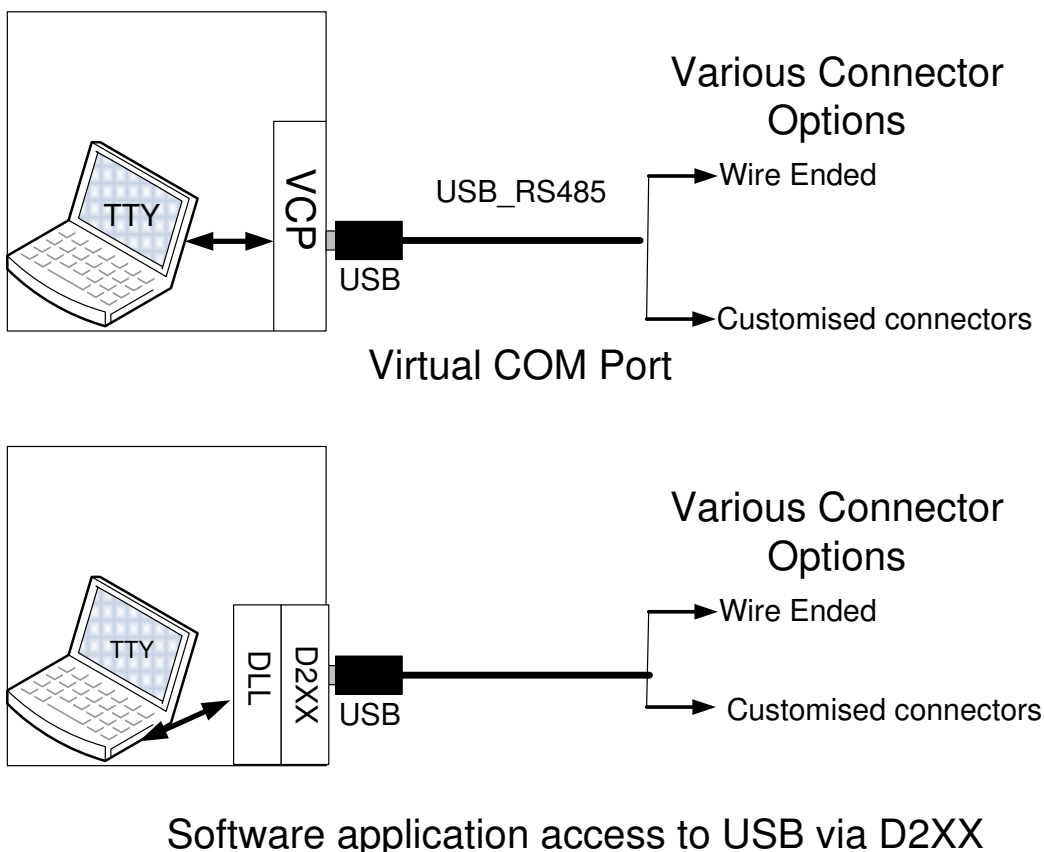 Various Connector
Options
Wire Ended
USB_RS485
TTY
VCP
USB
Customised connectors
Virtual COM Port
Various Connector
Options
Wire Ended
TTY
DLL
D2XX
USB
Customised connectors
Software application access to USB via D2XX